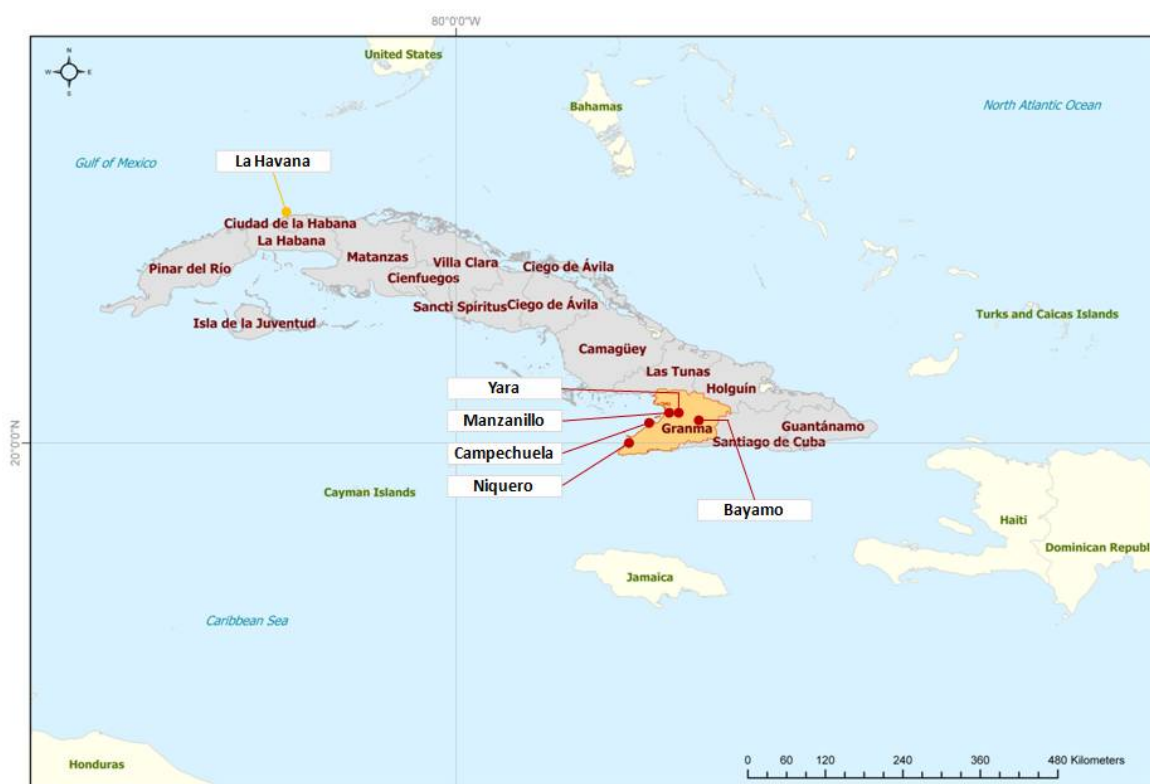 80°0'0"W
United States
N
W E
S
Bahamas
North Atlantic Ocean
Gulf of Mexico
La Havana
Ciudad de la Habana
La Habana
Matanzas
Villa Clara
Ciego de Ávila
Pinar del Río
Cienfuegos
Sancti Spíritus
Ciego de Ávila
Isla de la Juventud
Turks and Caicas Islands
Camagüey
Las Tunas
Yara
Holguín
Manzanillo
Granma
Guantánamo
Santiago de Cuba
20°0'0"N
Campechuela
Niquero
Cayman Islands
Bayamo
Haiti
Dominican Republ
Jamaica
Caribbean Sea
Honduras
0 60 120 240 360 480 Kilometers